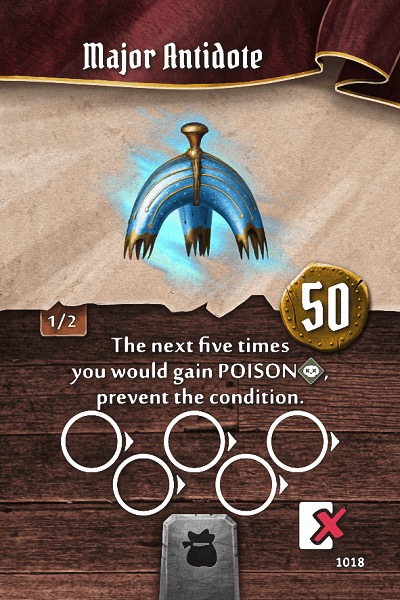 Major Antidote
50
1/2
The next five times
you would gain POISON,
prevent the condition.
1018